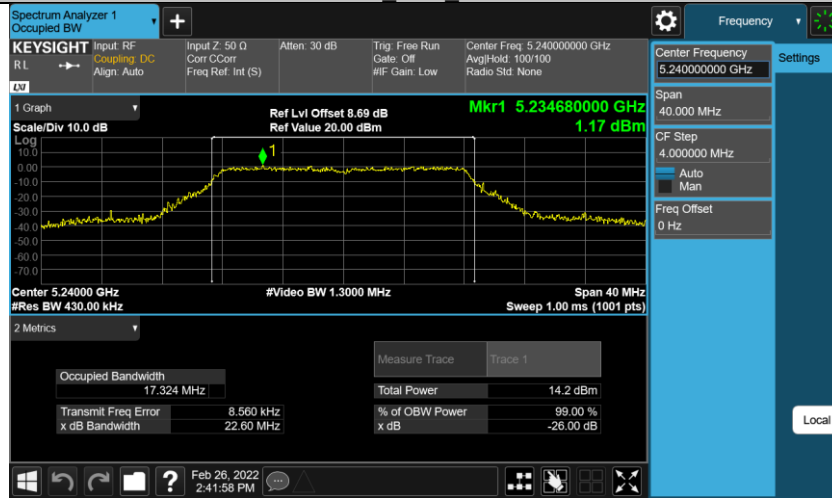 Spectrum Analyzer 1
Occupied BW
+
Frequency
KEYSIGHT
RL
LXI
Input: RF
Coupling: DC
Align: Auto
Input Z: 50 Ω
Corr CCorr
Freq Ref: Int (S)
Atten: 30 dB
Trig: Free Run
Gate: Off
#IF Gain: Low
Center Freq: 5.240000000 GHz
Avg|Hold: 100/100
Radio Std: None
Center Frequency
5.240000000 GHz
Settings
Span
40.000 MHz
CF Step
4.000000 MHz
Auto
Man
Freq Offset
0 Hz
Local
1 Graph
Scale/Div 10.0 dB
Ref Lvl Offset 8.69 dB
Ref Value 20.00 dBm
Mkr1 5.234680000 GHz
1.17 dBm
Log
10.0
0.00
-10.0
-20.0
-30.0
-40.0
-50.0
-60.0
-70.0
1
Center 5.24000 GHz
#Res BW 430.00 kHz
#Video BW 1.3000 MHz
Span 40 MHz
Sweep 1.00 ms (1001 pts)
2 Metrics
Measure Trace
Trace 1
Occupied Bandwidth
17.324 MHz
Total Power
14.2 dBm
Transmit Freq Error
8.560 kHz
% of OBW Power
99.00 %
x dB Bandwidth
22.60 MHz
x dB
-26.00 dB
?
Feb 26, 2022
2:41:58 PM